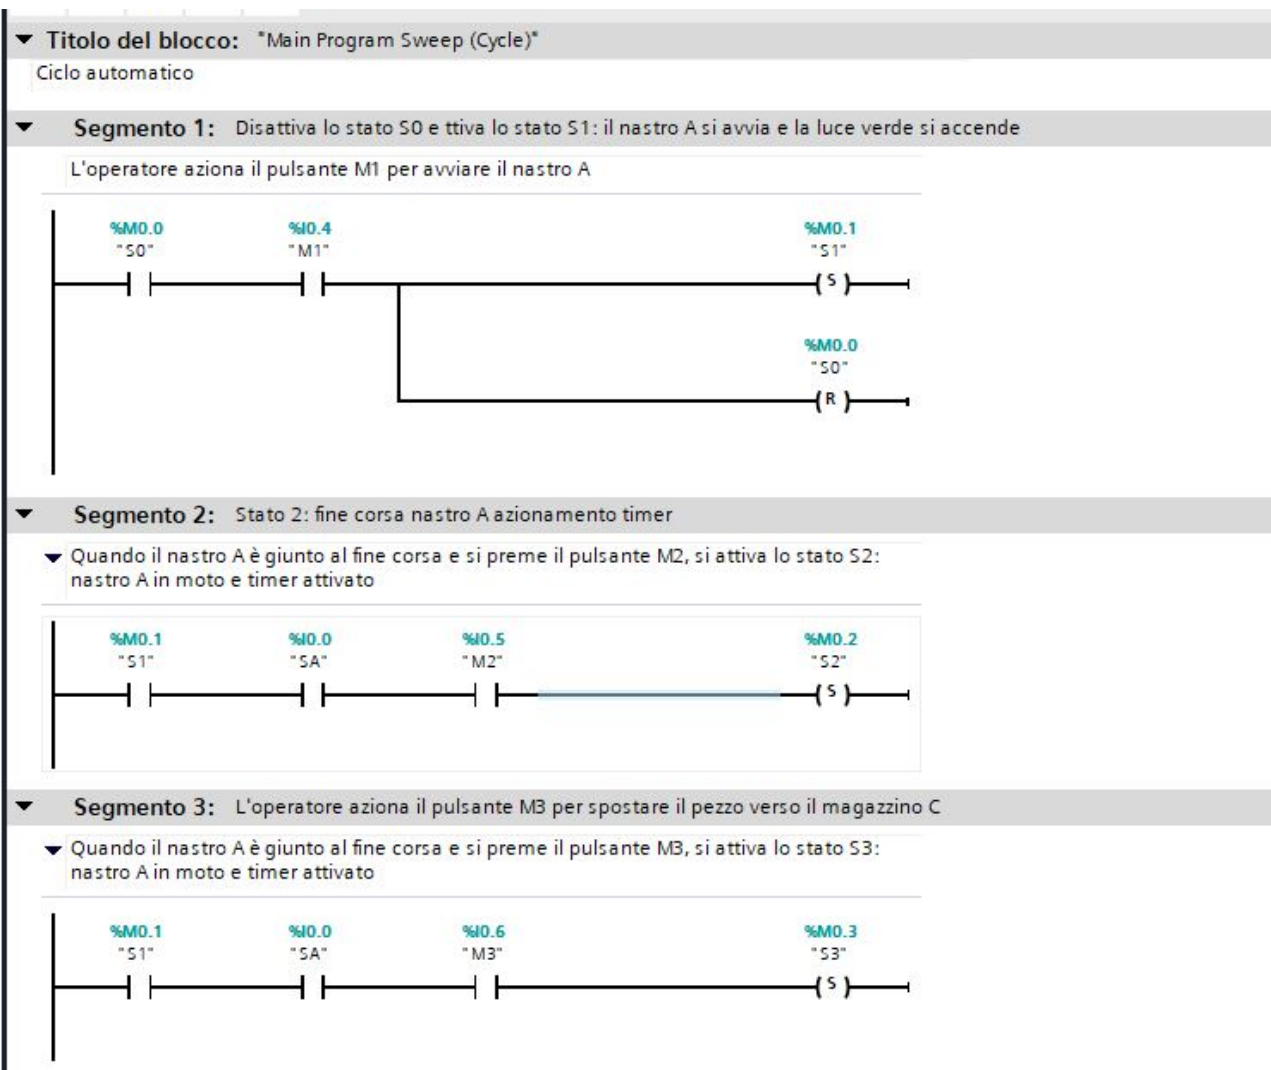 Titolo del blocco: "Main Program Sweep (Cycle)"
Ciclo automatico
Segmento 1: Disattiva lo stato S0 e ttiva lo stato S1: il nastro A si avvia e la luce verde si accende
L'operatore aziona il pulsante M1 per avviare il nastro A
%M0.0 %I0.4 %M0.1
"S0" "M1" "S1"
S
%M0.0
"S0"
R
Segmento 2: Stato 2: fine corsa nastro A azionamento timer
Quando il nastro A è giunto al fine corsa e si preme il pulsante M2, si attiva lo stato S2:
nastro A in moto e timer attivato
%M0.1 %I0.0 %I0.5 %M0.2
"S1" "SA" "M2" "S2"
S
Segmento 3: L'operatore aziona il pulsante M3 per spostare il pezzo verso il magazzino C
Quando il nastro A è giunto al fine corsa e si preme il pulsante M3, si attiva lo stato S3:
nastro A in moto e timer attivato
%M0.1 %I0.0 %I0.6 %M0.3
"S1" "SA" "M3" "S3"
S